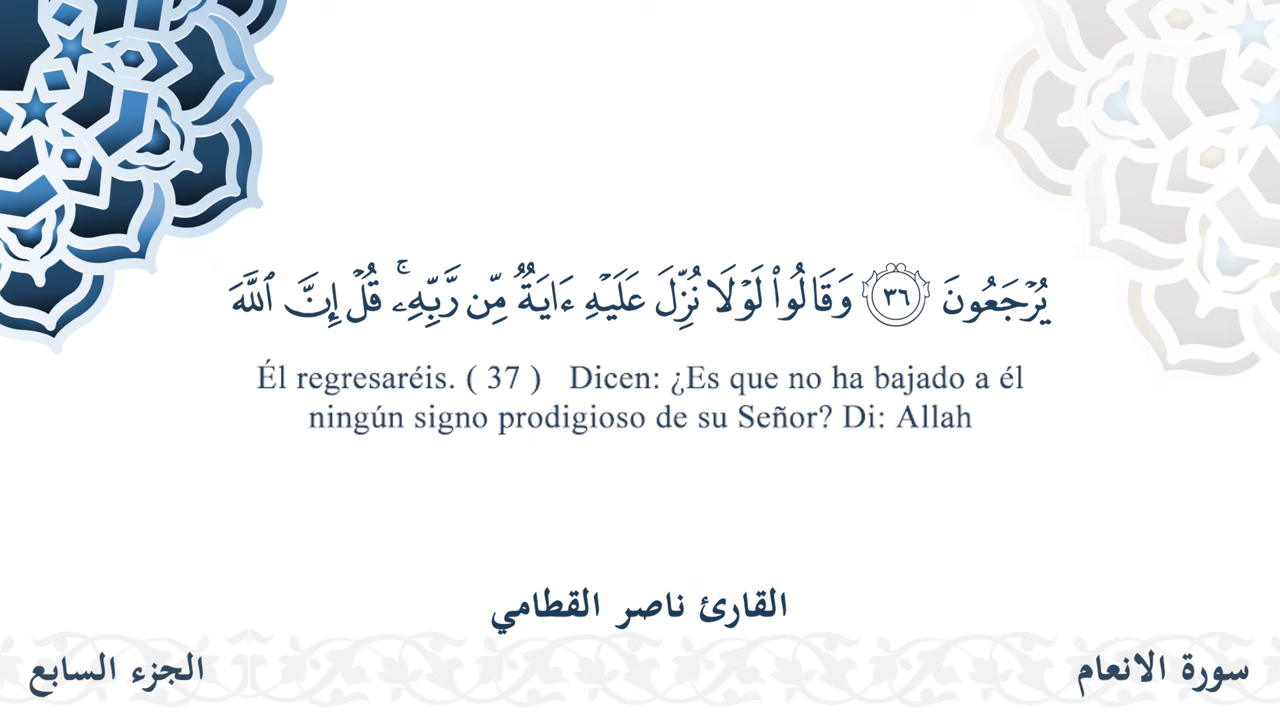 يُرْجَعُونَ ٣٦ وَقَالُوا۟ لَوْلَا نُزِّلَ عَلَيْهِ ءَايَةٌ مِّن رَّبِّهِۦ ۚ قُلْ إِنَّ ٱللَّهَ
Él regresaréis. ( 37 ) Dicen: ¿Es que no ha bajado a él
ningún signo prodigioso de su Señor? Di: Allah
القارئ ناصر القطامي
سورة الانعام
الجزء السابع